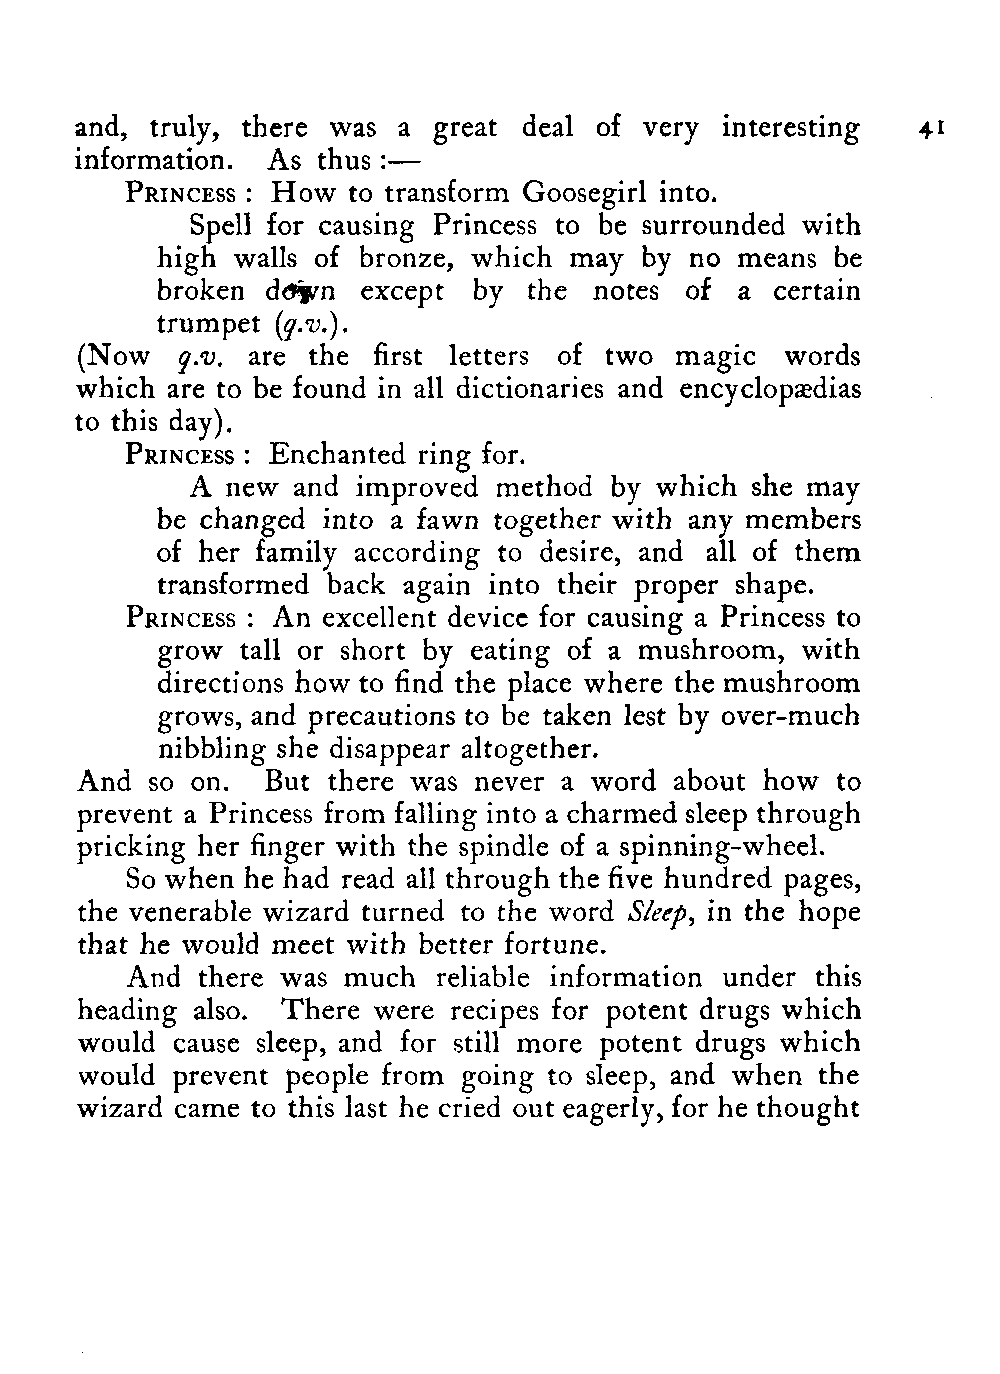 and, truly, there was a great deal of very interesting 41
information. As thus :—
PRINCESS : How to transform Goosegirl into.
Spell for causing Princess to be surrounded with
high walls of bronze, which may by no means be
broken down except by the notes of a certain
trumpet (q.v.).
(Now q.v. are the first letters of two magic words
which are to be found in all dictionaries and encyclopædias
to this day).
PRINCESS : Enchanted ring for.
A new and improved method by which she may
be changed into a fawn together with any members
of her family according to desire, and all of them
transformed back again into their proper shape.
PRINCESS : An excellent device for causing a Princess to
grow tall or short by eating of a mushroom, with
directions how to find the place where the mushroom
grows, and precautions to be taken lest by over-much
nibbling she disappear altogether.
And so on. But there was never a word about how to
prevent a Princess from falling into a charmed sleep through
pricking her finger with the spindle of a spinning-wheel.
So when he had read all through the five hundred pages,
the venerable wizard turned to the word Sleep, in the hope
that he would meet with better fortune.
And there was much reliable information under this
heading also. There were recipes for potent drugs which
would cause sleep, and for still more potent drugs which
would prevent people from going to sleep, and when the
wizard came to this last he cried out eagerly, for he thought